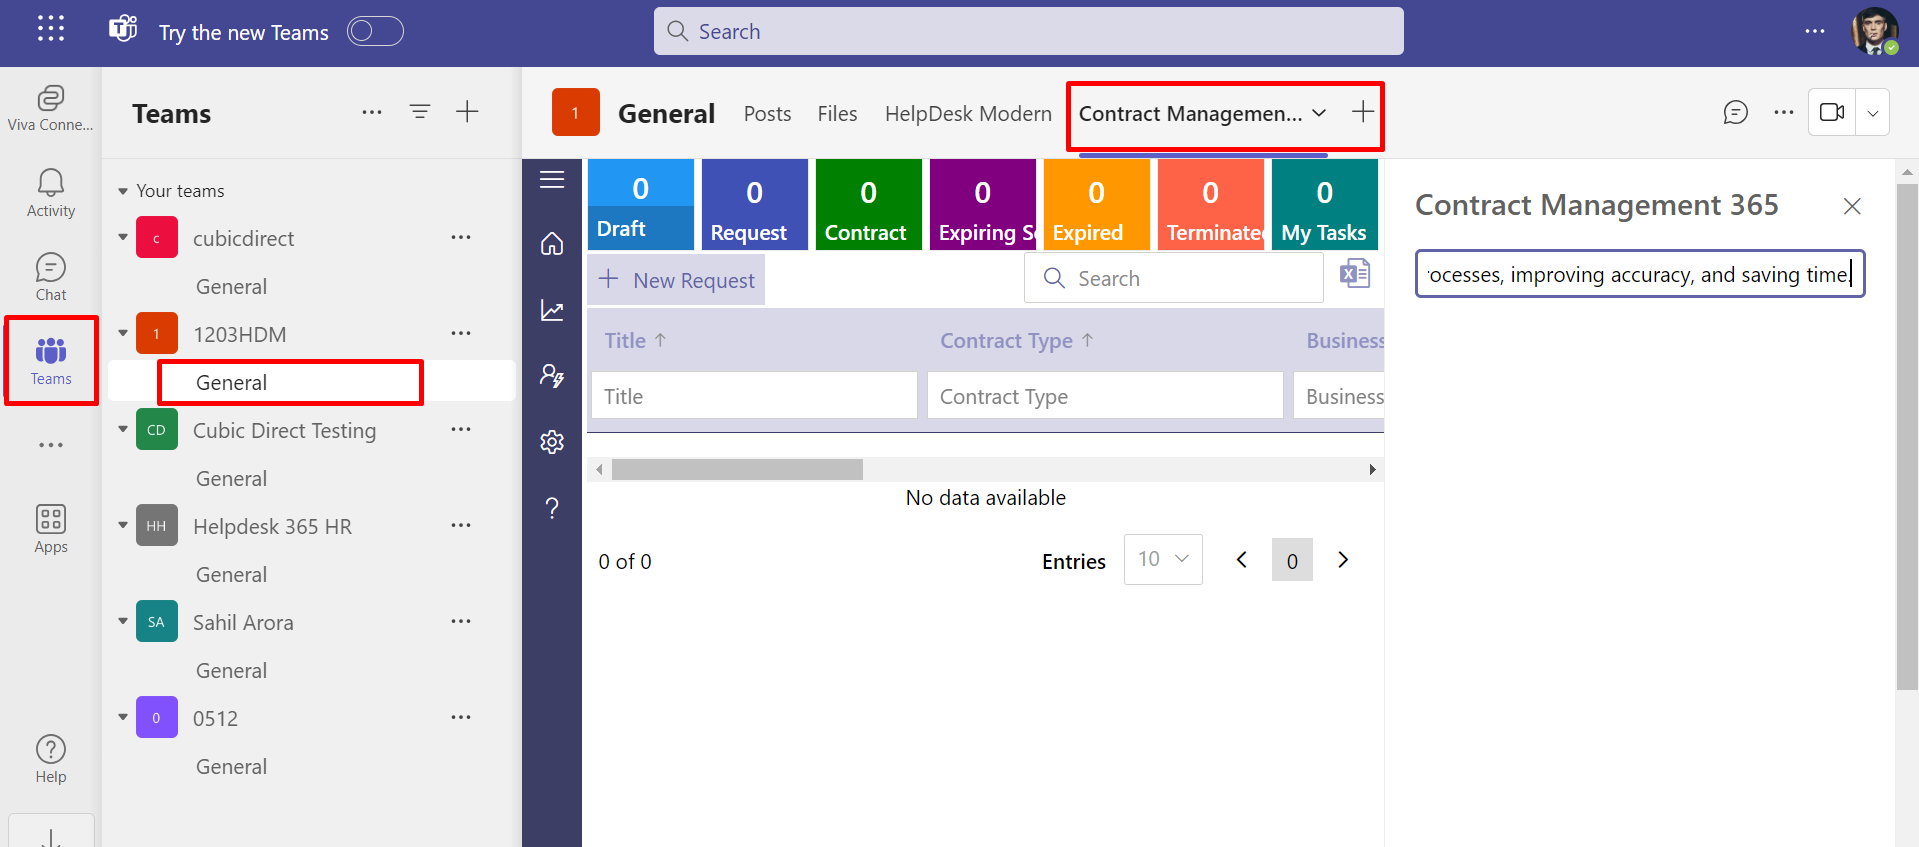 Try the new Teams
Search
Viva Conne...
Activity
Chat
Teams
Apps
Help
Teams
Your teams
c cubicdirect
General
1 1203HDM
General
CD Cubic Direct Testing
General
HH Helpdesk 365 HR
General
SA Sahil Arora
General
0 0512
General
1 General Posts Files HelpDesk Modern Contract Managemen...
0 Draft
0 Request
0 Contract
0 Expiring S
0 Expired
0 Terminate
0 My Tasks
New Request
Search
Title ↑ Contract Type ↑ Business
Title Contract Type Business
No data available
0 of 0 Entries 10 0
Contract Management 365
ocesses, improving accuracy, and saving time.